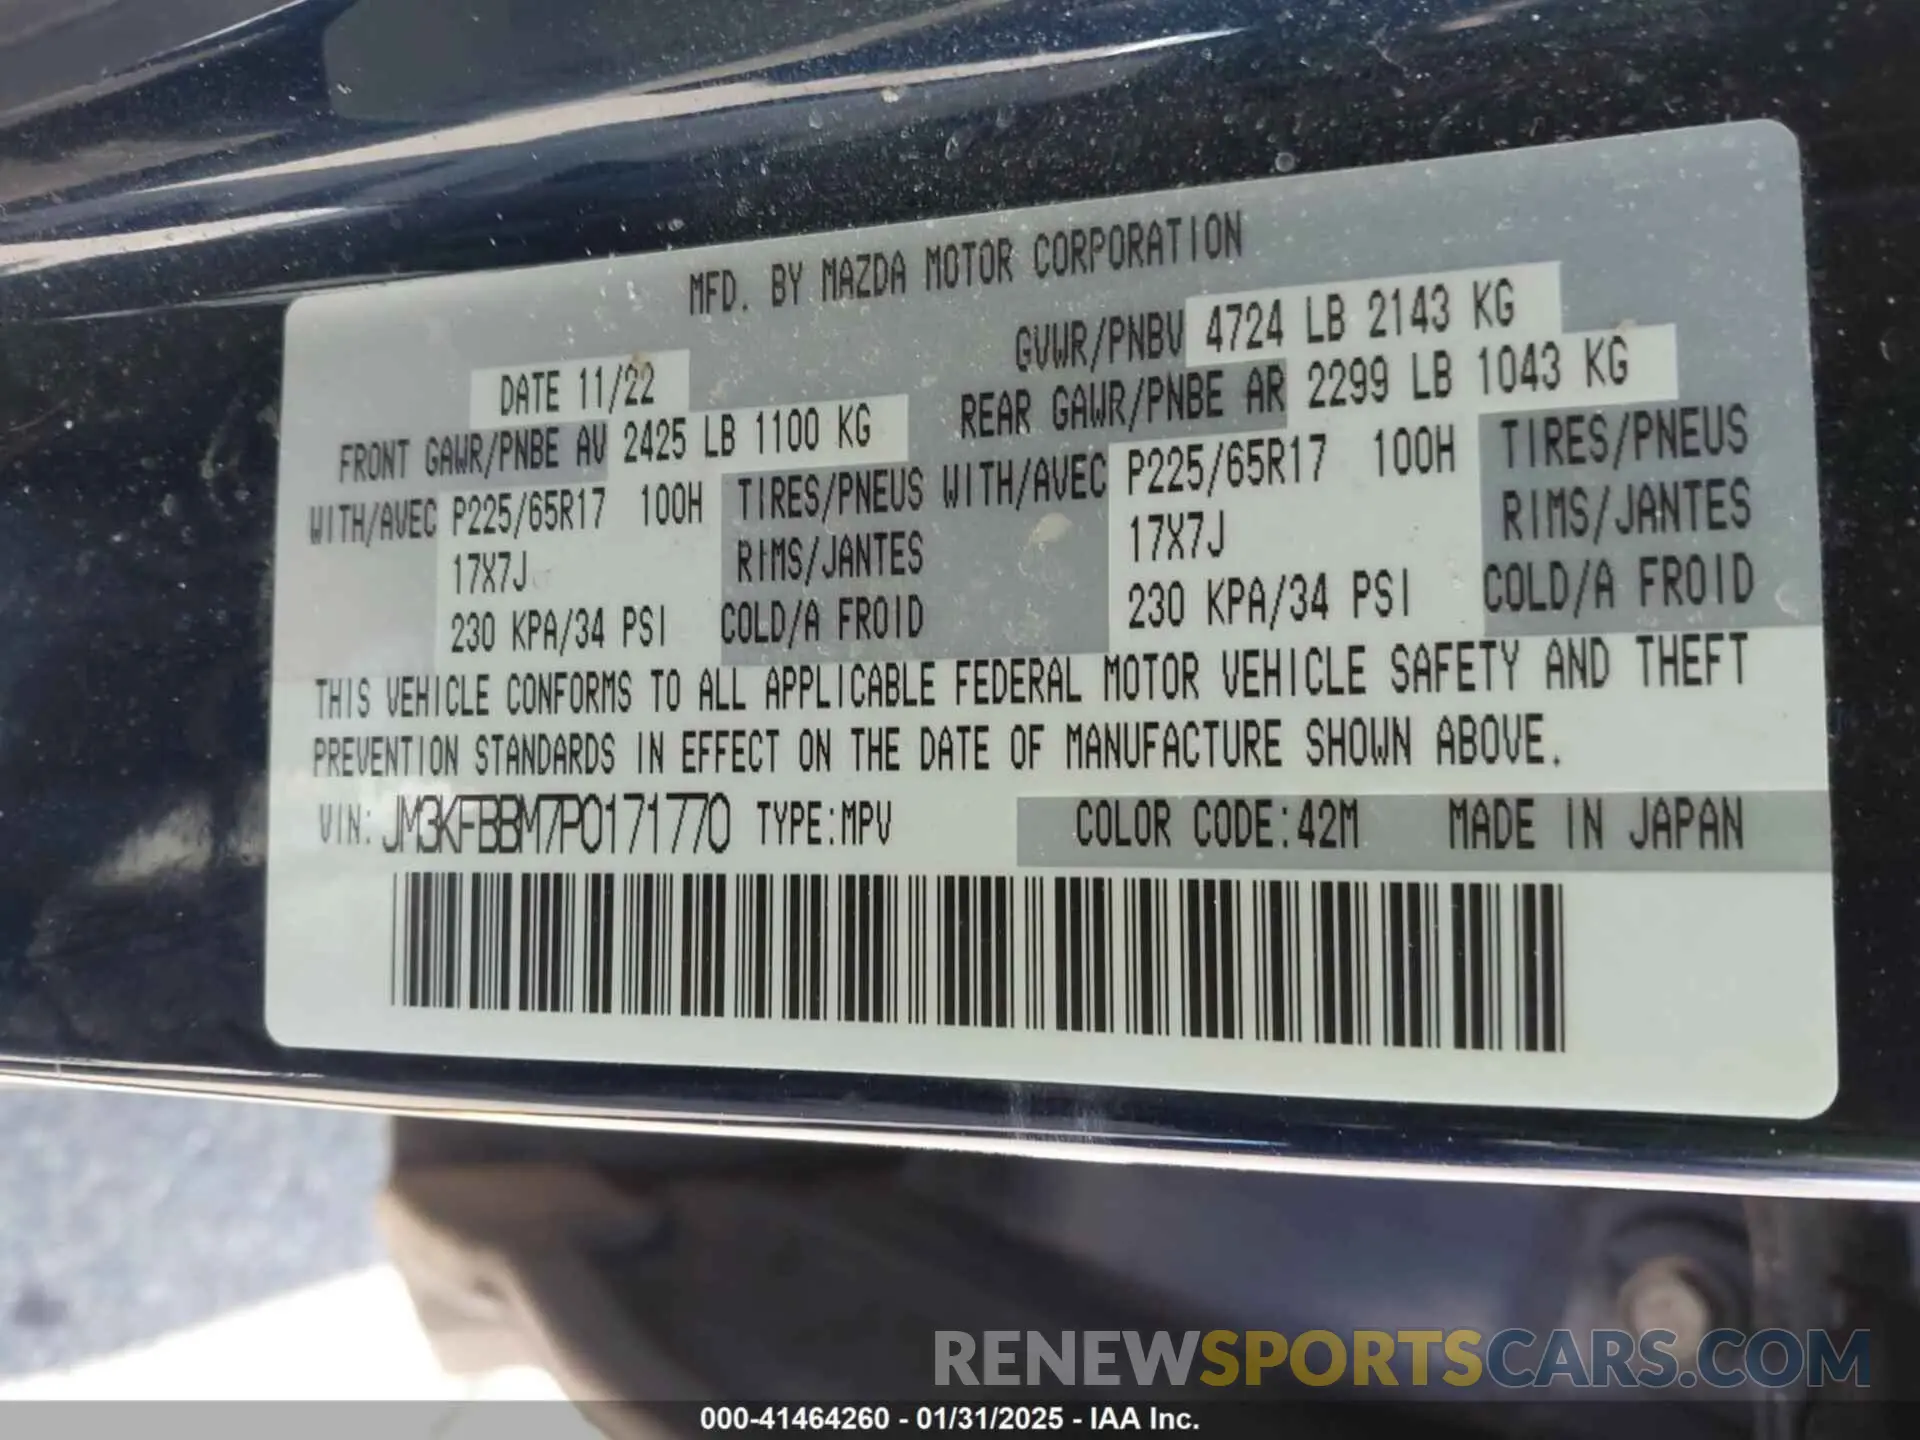 MFD. BY MAZDA MOTOR CORPORATION
DATE 11/22 GVWR/PNBV 4724 LB 2143 KG
FRONT GAWR/PNBE AV 2425 LB 1100 KG REAR GAWR/PNBE AR 2299 LB 1043 KG
WITH/AVEC P225/65R17 100H TIRES/PNEUS WITH/AVEC P225/65R17 100H TIRES/PNEUS
17X7J RIMS/JANTES 17X7J RIMS/JANTES
230 KPA/34 PSI COLD/A FROID 230 KPA/34 PSI COLD/A FROID
THIS VEHICLE CONFORMS TO ALL APPLICABLE FEDERAL MOTOR VEHICLE SAFETY AND THEFT
PREVENTION STANDARDS IN EFFECT ON THE DATE OF MANUFACTURE SHOWN ABOVE.
VIN: JM3KFBBM7P0171770 TYPE:MPV COLOR CODE:42M MADE IN JAPAN
RENEWSPORTSCARS.COM
000-41464260 - 01/31/2025 - IAA Inc.